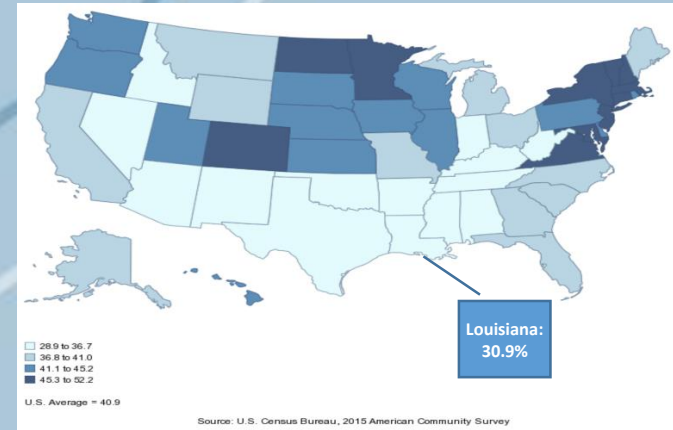 Louisiana:
30.9%
28.9 to 36.7
36.8 to 41.0
41.1 to 45.2
45.3 to 52.2
U.S. Average = 40.9
Source: U.S. Census Bureau, 2015 American Community Survey